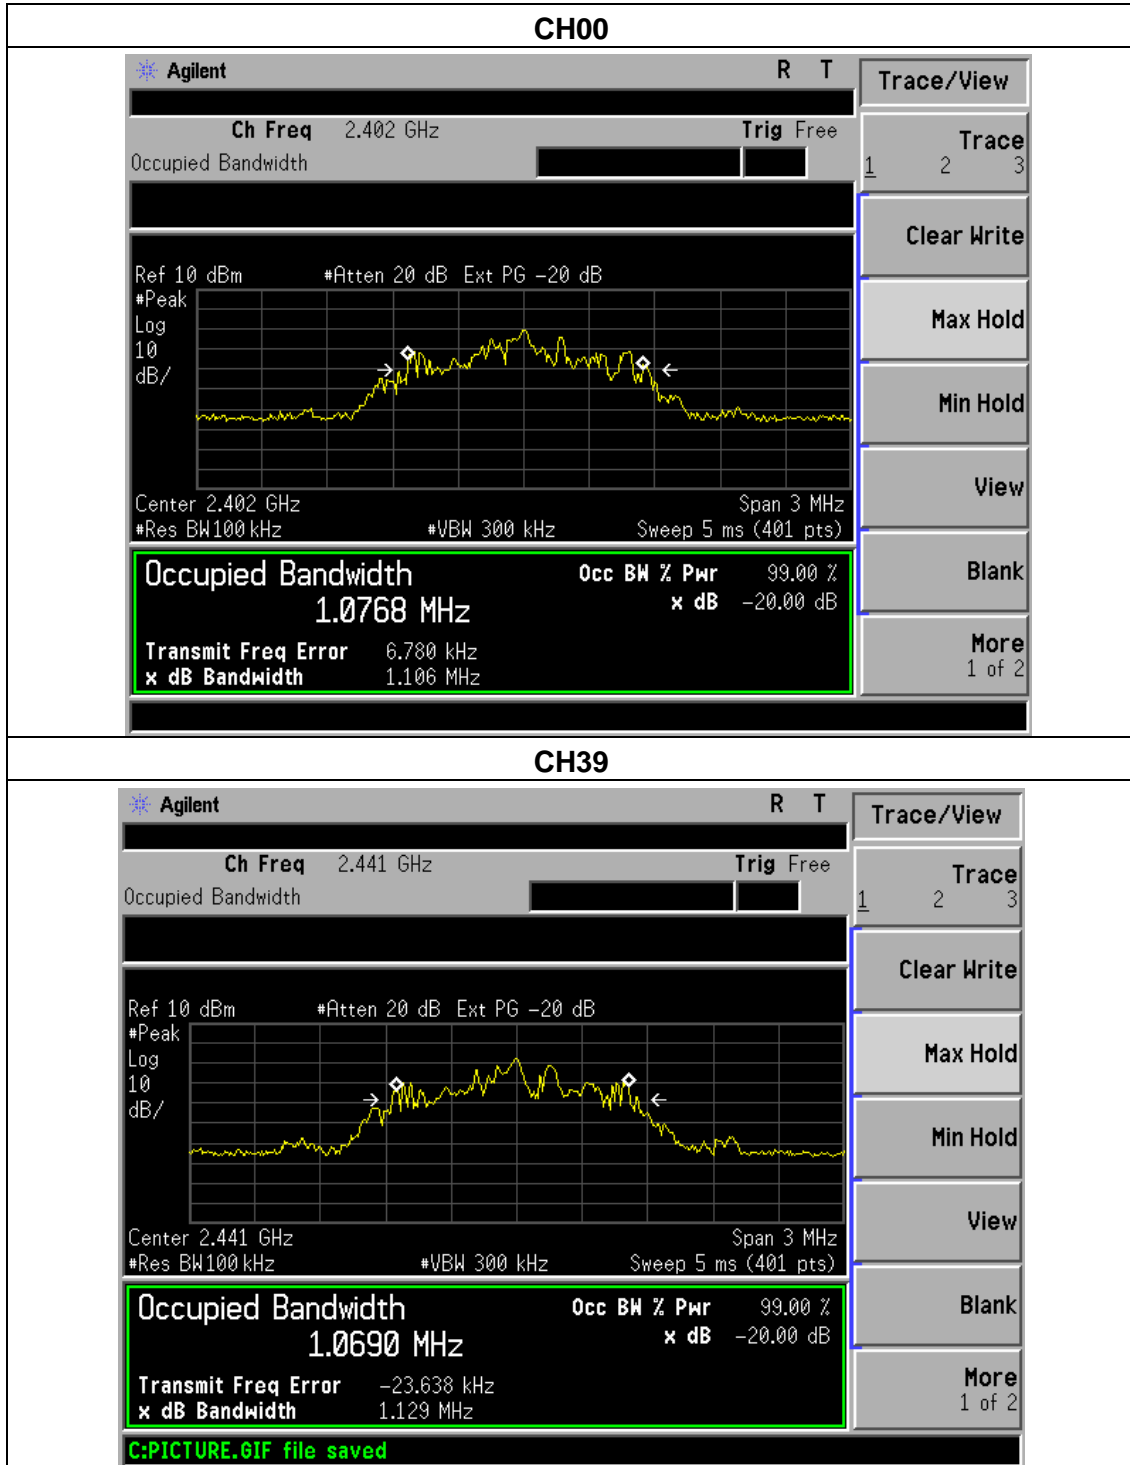 CH00
Agilent R T
Trace/View
Ch Freq 2.402 GHz Trig Free
Occupied Bandwidth
Trace
1 2 3
Clear Write
Max Hold
Min Hold
View
Blank
More
1 of 2
Ref 10 dBm #Atten 20 dB Ext PG -20 dB
#Peak
Log
10
dB/
Center 2.402 GHz Span 3 MHz
#Res BW 100 kHz #VBW 300 kHz Sweep 5 ms (401 pts)
Occupied Bandwidth Occ BW % Pwr 99.00 %
1.0768 MHz x dB -20.00 dB
Transmit Freq Error 6.780 kHz
x dB Bandwidth 1.106 MHz
CH39
Agilent R T
Trace/View
Ch Freq 2.441 GHz Trig Free
Occupied Bandwidth
Trace
1 2 3
Clear Write
Max Hold
Min Hold
View
Blank
More
1 of 2
Ref 10 dBm #Atten 20 dB Ext PG -20 dB
#Peak
Log
10
dB/
Center 2.441 GHz Span 3 MHz
#Res BW 100 kHz #VBW 300 kHz Sweep 5 ms (401 pts)
Occupied Bandwidth Occ BW % Pwr 99.00 %
1.0690 MHz x dB -20.00 dB
Transmit Freq Error -23.638 kHz
x dB Bandwidth 1.129 MHz
C:PICTURE.GIF file saved